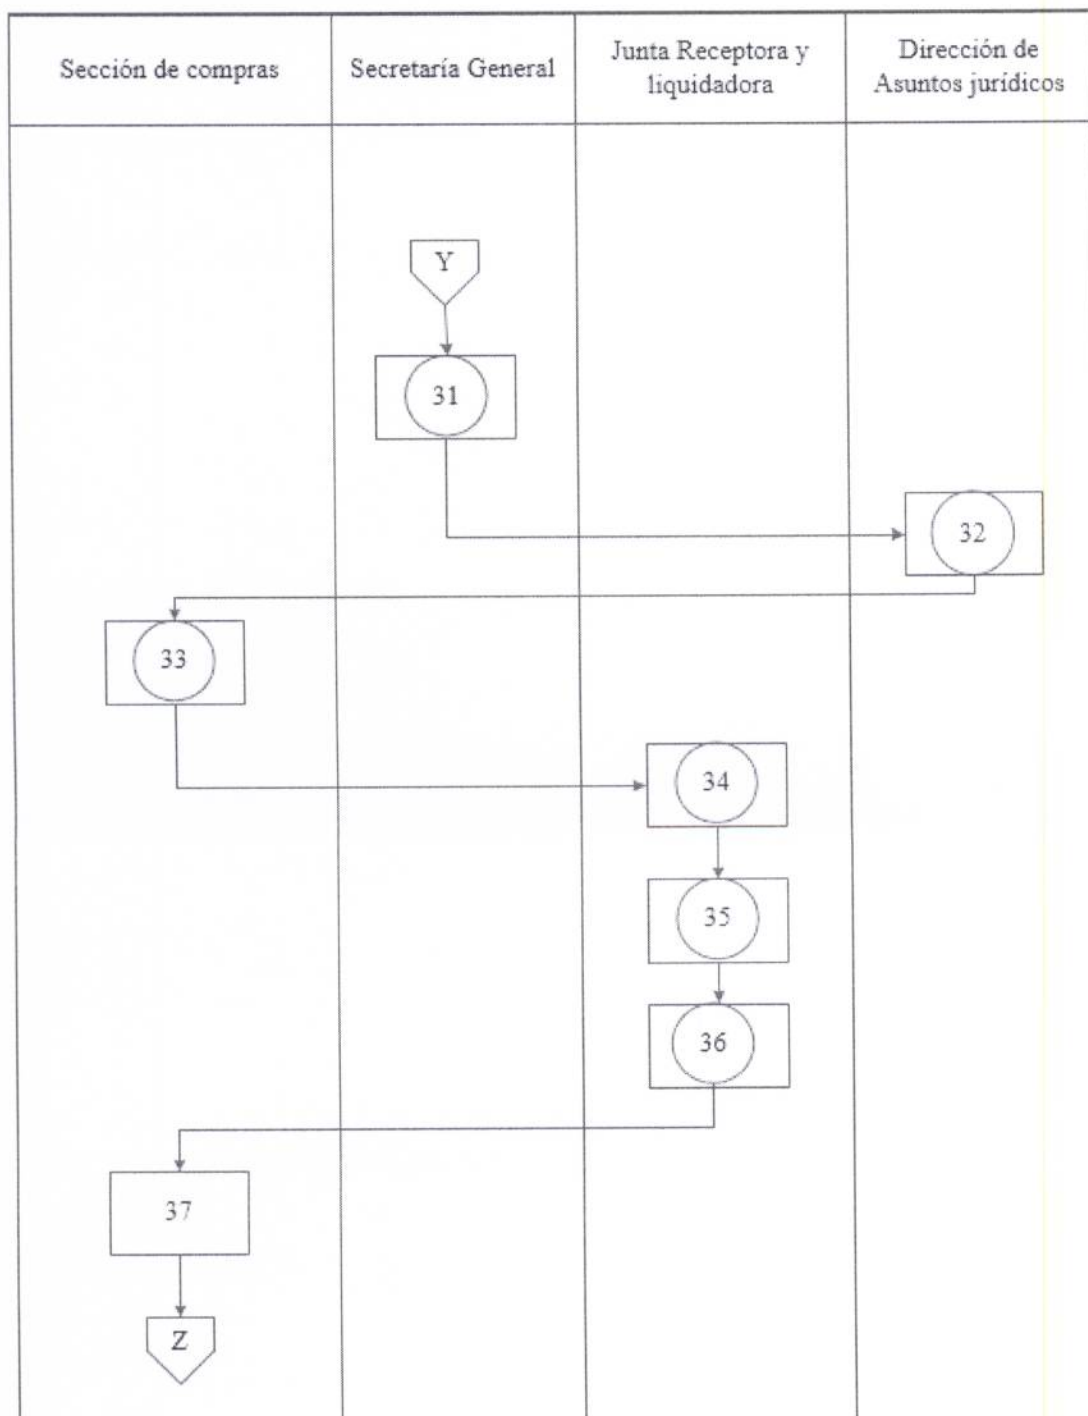 Sección de compras
Secretaría General
Junta Receptora y
liquidadora
Dirección de
Asuntos jurídicos
Y
31
32
33
34
35
36
37
Z